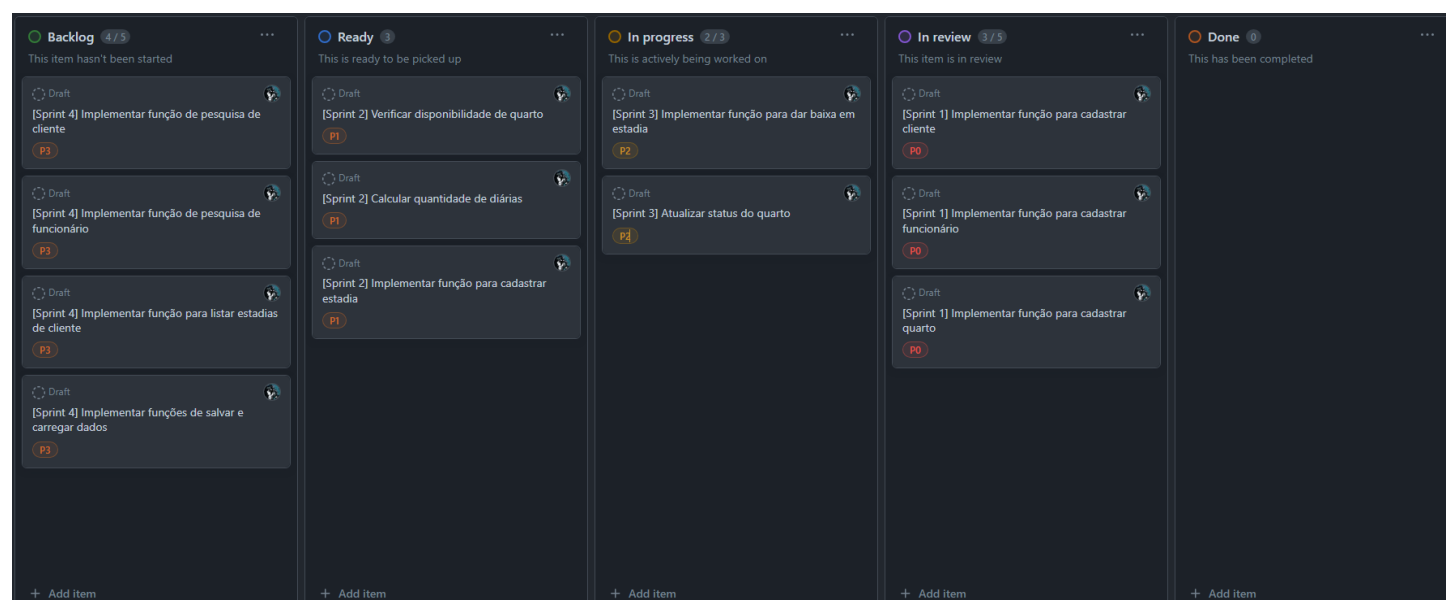 Backlog 4 / 5 ...
This item hasn't been started
Draft
[Sprint 4] Implementar função de pesquisa de
cliente
P3
Draft
[Sprint 4] Implementar função de pesquisa de
funcionário
P3
Draft
[Sprint 4] Implementar função para listar estadias
de cliente
P3
Draft
[Sprint 4] Implementar funções de salvar e
carregar dados
P3
+ Add item
Ready 3 ...
This is ready to be picked up
Draft
[Sprint 2] Verificar disponibilidade de quarto
P1
Draft
[Sprint 2] Calcular quantidade de diárias
P1
Draft
[Sprint 2] Implementar função para cadastrar
estadia
P1
+ Add item
In progress 2 / 3 ...
This is actively being worked on
Draft
[Sprint 3] Implementar função para dar baixa em
estadia
P2
Draft
[Sprint 3] Atualizar status do quarto
P2
+ Add item
In review 3 / 5 ...
This item is in review
Draft
[Sprint 1] Implementar função para cadastrar
cliente
P0
Draft
[Sprint 1] Implementar função para cadastrar
funcionário
P0
Draft
[Sprint 1] Implementar função para cadastrar
quarto
P0
+ Add item
Done 0 ...
This has been completed
+ Add item